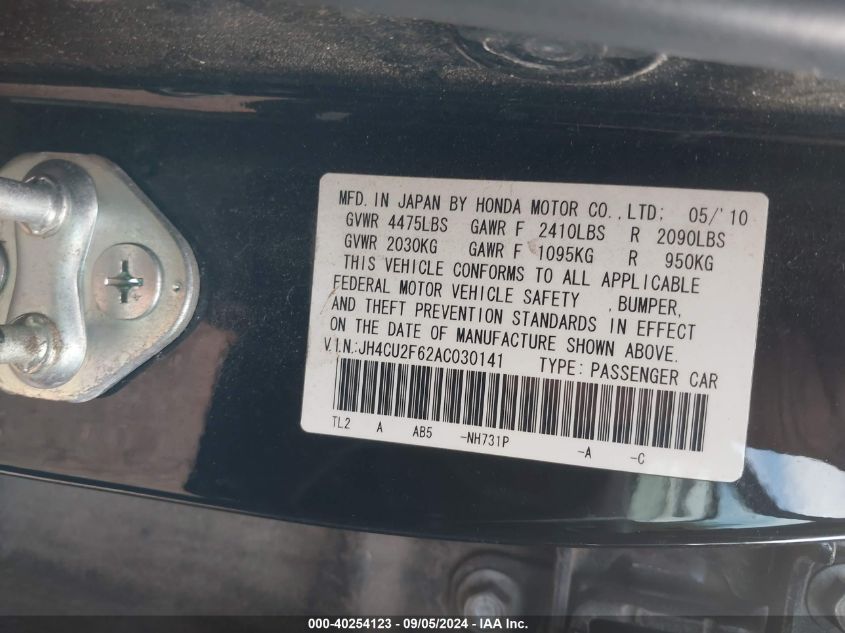 MFD. IN JAPAN BY HONDA MOTOR CO., LTD; 05/'10
GVWR 4475LBS GAWR F 2410LBS R 2090LBS
GVWR 2030KG GAWR F 1095KG R 950KG
THIS VEHICLE CONFORMS TO ALL APPLICABLE
FEDERAL MOTOR VEHICLE SAFETY , BUMPER,
AND THEFT PREVENTION STANDARDS IN EFFECT
ON THE DATE OF MANUFACTURE SHOWN ABOVE.
V.I.N.: JH4CU2F62AC030141 TYPE: PASSENGER CAR
TL2 A AB5 -NH731P -A -C
000-40254123 - 09/05/2024 - IAA Inc.